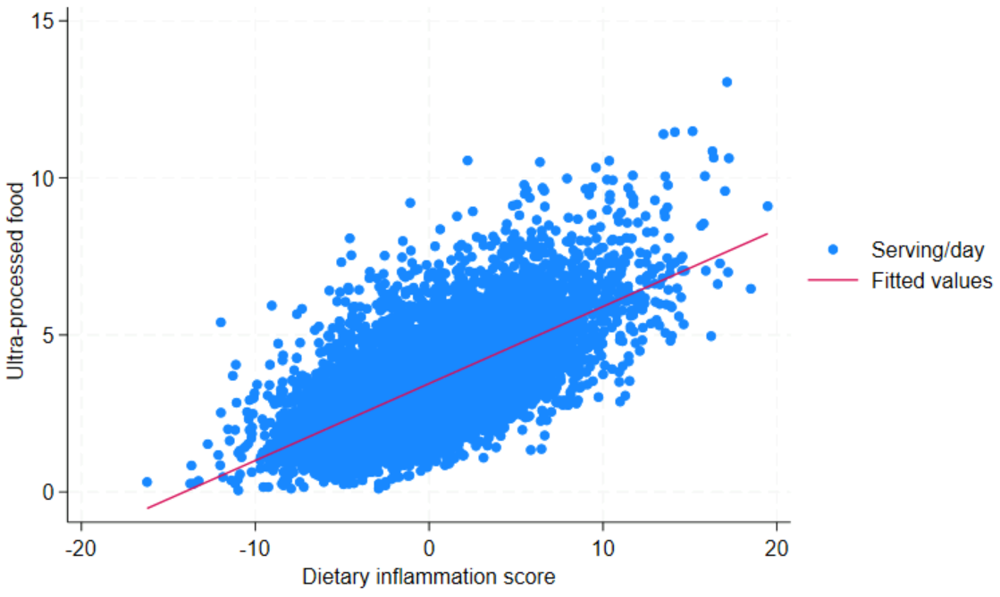 15
10
5
0
Ultra-processed food
-20
-10
0
10
20
Dietary inflammation score
Serving/day
Fitted values